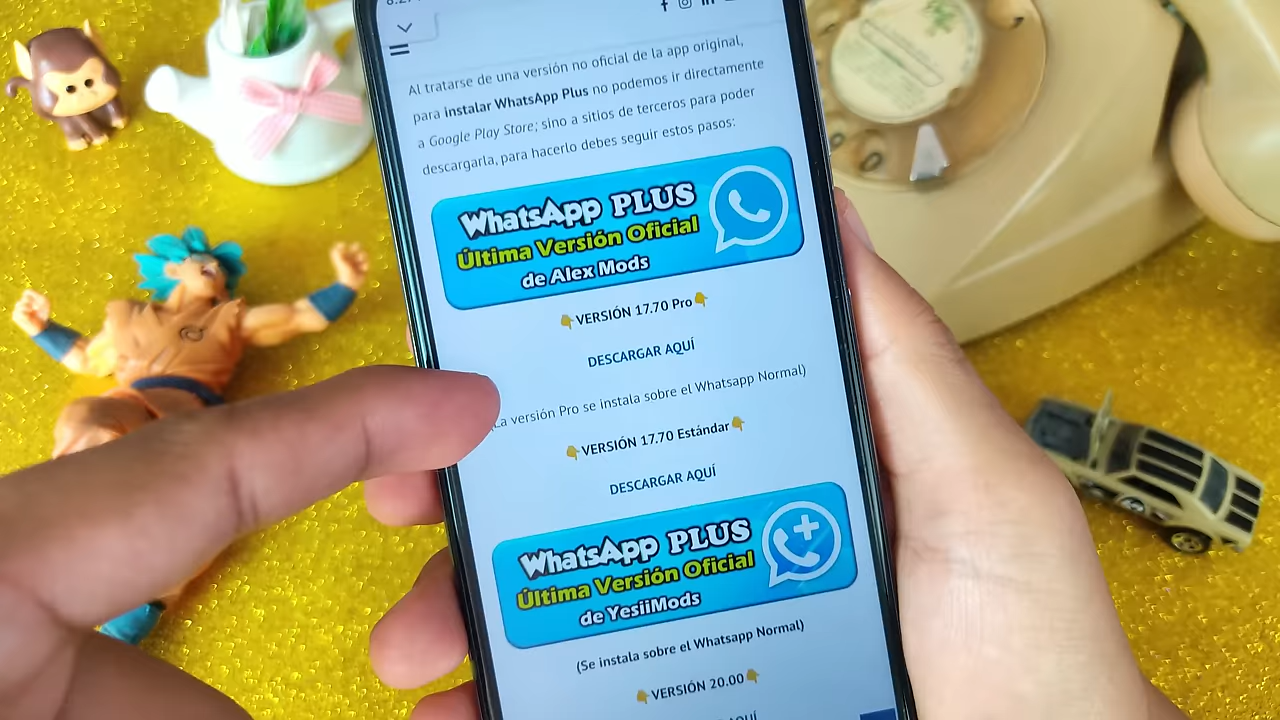 Al tratarse de una versión no oficial de la app original,
para instalar WhatsApp Plus no podemos ir directamente
a Google Play Store; sino a sitios de terceros para poder
descargarla, para hacerlo debes seguir estos pasos:
WhatsApp PLUS
Última Versión Oficial
de Alex Mods
👇VERSIÓN 17.70 Pro👇
DESCARGAR AQUÍ
(La versión Pro se instala sobre el Whatsapp Normal)
👇VERSIÓN 17.70 Estándar👇
DESCARGAR AQUÍ
WhatsApp PLUS
Última Versión Oficial
de YesiiMods
(Se instala sobre el Whatsapp Normal)
👇VERSIÓN 20.00👇
AQUÍ